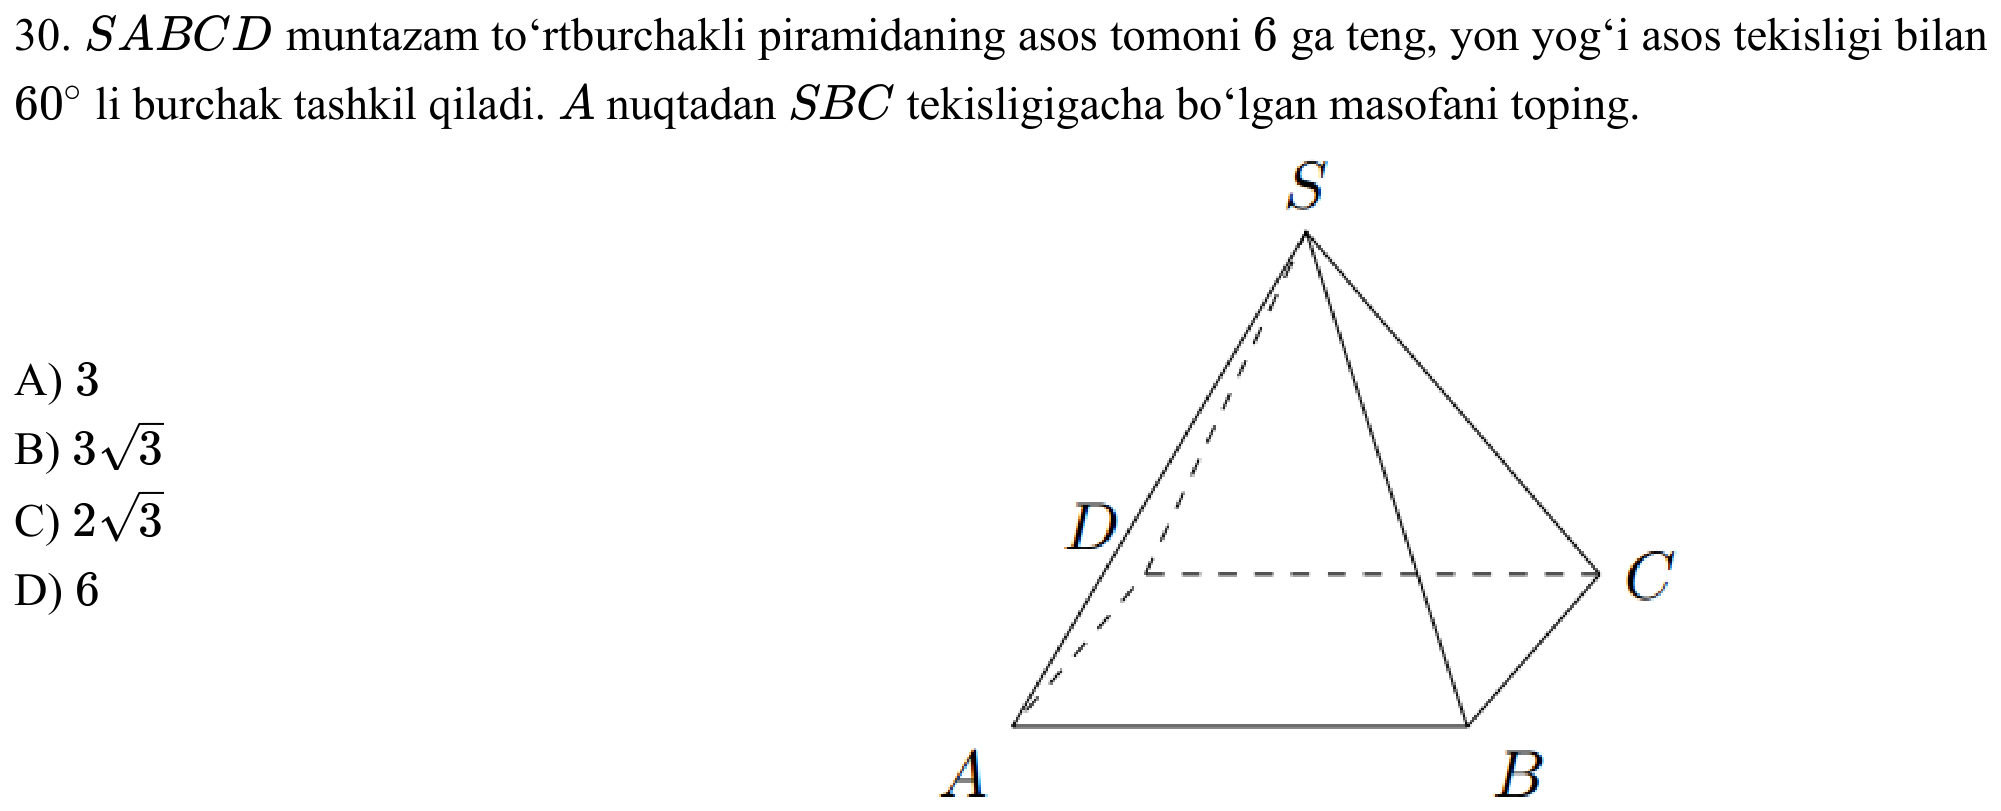 30. SABCD muntazam to‘rtburchakli piramidaning asos tomoni 6 ga teng, yon yog‘i asos tekisligi bilan
60° li burchak tashkil qiladi. A nuqtadan SBC tekisligigacha bo‘lgan masofani toping.
S
A) 3
B) 3√3
C) 2√3
D) 6
D
C
A
B